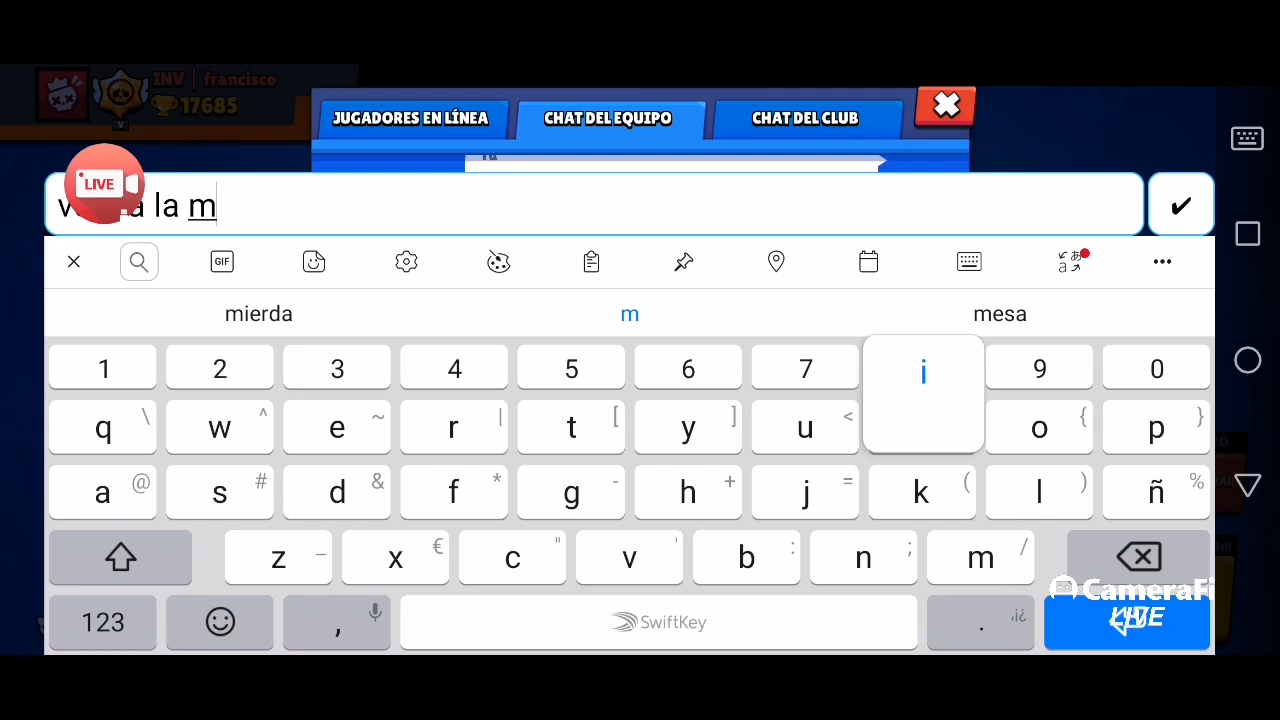 INV | francisco
17685
V
JUGADORES EN LÍNEA
CHAT DEL EQUIPO
CHAT DEL CLUB
LIVE
la m
GIF
mierda
m
mesa
1 2 3 4 5 6 7 i 9 0
q \ w ^ e ~ r | t [ y ] u < o { p }
a @ s # d & f * g - h + j = k ( l ) ñ %
z _ x € c " v ' b : n ; m /
CameraFi
LIVE
123 , SwiftKey . ,i¿